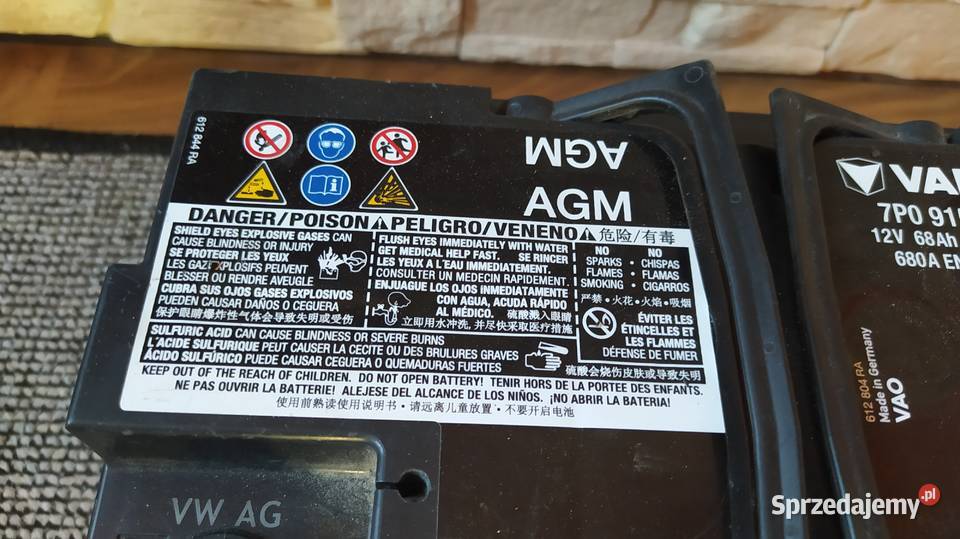 612 844 RA
AGM
AGM
DANGER/POISON PELIGRO/VENENO 危险/有毒
SHIELD EYES EXPLOSIVE GASES CAN
CAUSE BLINDNESS OR INJURY
SE PROTEGER LES YEUX
LES GAZ EXPLOSIFS PEUVENT
BLESSER OU RENDRE AVEUGLE
CUBRA SUS OJOS GASES EXPLOSIVOS
PUEDEN CAUSAR DAÑOS O CEGUERA
保护眼睛爆炸性气体会导致失明或受伤
FLUSH EYES IMMEDIATELY WITH WATER
GET MEDICAL HELP FAST. SE RINCER
LES YEUX A L'EAU IMMEDIATEMENT.
CONSULTER UN MEDECIN RAPIDEMENT.
ENJUAGUE LOS OJOS INMEDIATAMENTE
CON AGUA, ACUDA RÁPIDO
AL MÉDICO. 硫酸溅入眼睛
立即用水冲洗, 并尽快采取医疗措施
NO NO
SPARKS • CHISPAS
FLAMES • FLAMAS
SMOKING • CIGARROS
严禁 • 火花 • 火焰 • 吸烟
ÉVITER LES
ÉTINCELLES ET
LES FLAMMES
DÉFENSE DE FUMER
SULFURIC ACID CAN CAUSE BLINDNESS OR SEVERE BURNS
L'ACIDE SULFURIQUE PEUT CAUSER LA CECITE OU DES BRULURES GRAVES
ÁCIDO SULFÚRICO PUEDE CAUSAR CEGUERA O QUEMADURAS FUERTES
硫酸会烧伤皮肤或导致失明
KEEP OUT OF THE REACH OF CHILDREN. DO NOT OPEN BATTERY! TENIR HORS DE LA PORTEE DES ENFANTS.
NE PAS OUVRIR LA BATTERIE! ALEJESE DEL ALCANCE DE LOS NIÑOS. ¡NO ABRIR LA BATERIA!
使用前熟读使用说明书 • 请远离儿童放置 • 不要开启电池
VW AG
7P0 91
12V 68Ah
680A EN
612 804 RA
Made in Germany
VAO
Sprzedajemy.pl